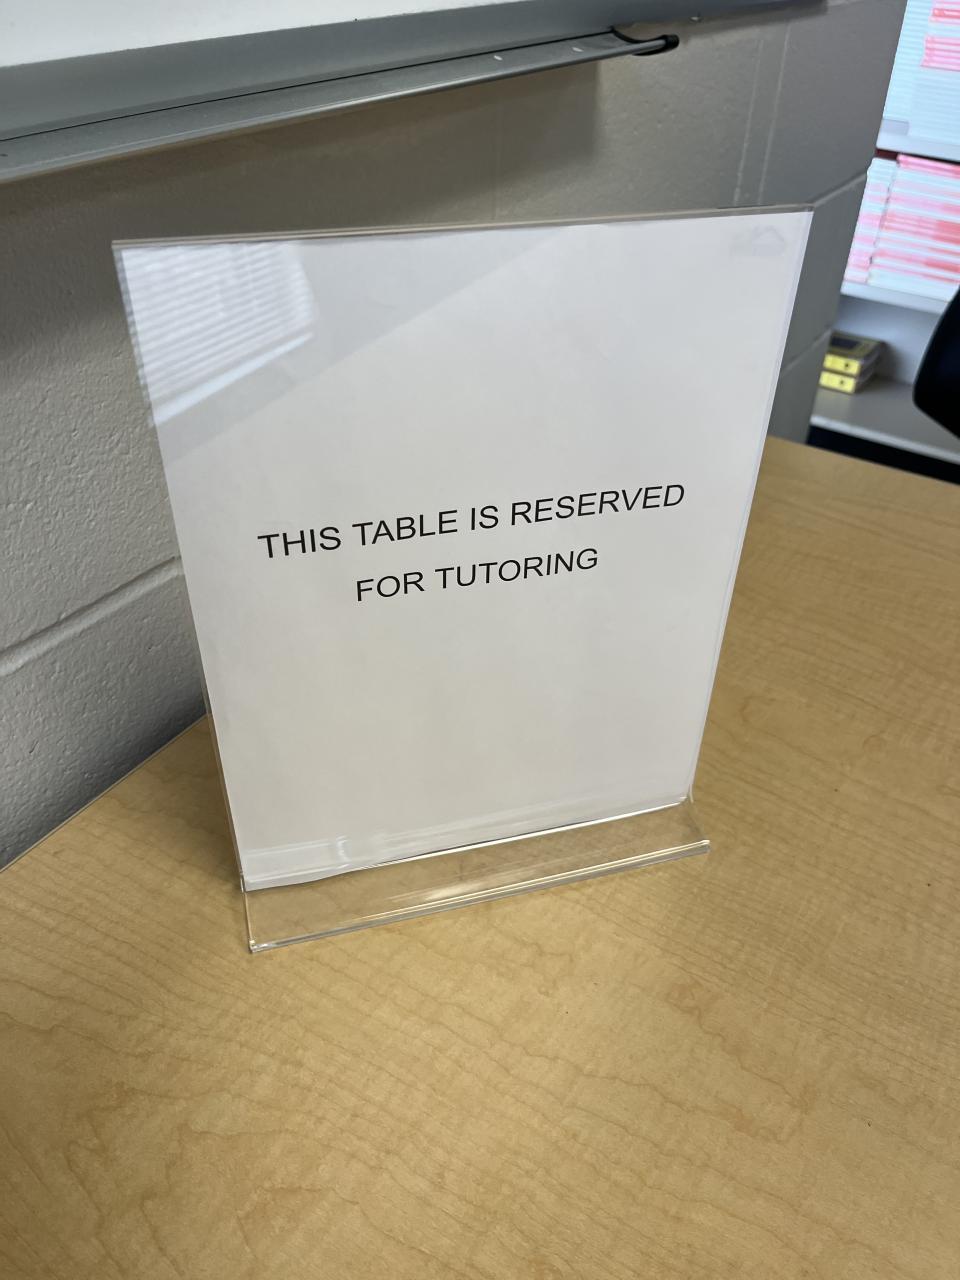 THIS TABLE IS RESERVED
FOR TUTORING